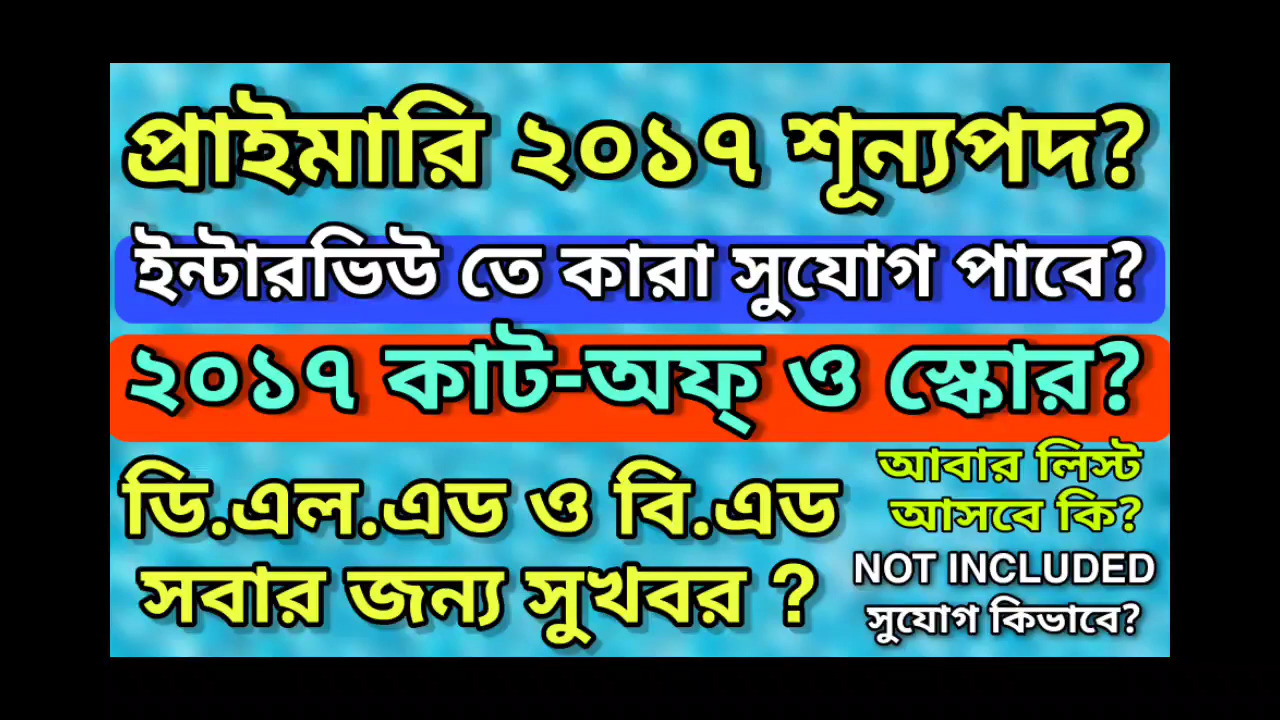 প্রাইমারি ২০১৭ শূন্যপদ?
ইন্টারভিউ তে কারা সুযোগ পাবে?
২০১৭ কাট-অফ্ ও স্কোর?
ডি.এল.এড ও বি.এড
সবার জন্য সুখবর ?
আবার লিস্ট
আসবে কি?
NOT INCLUDED
সুযোগ কিভাবে?